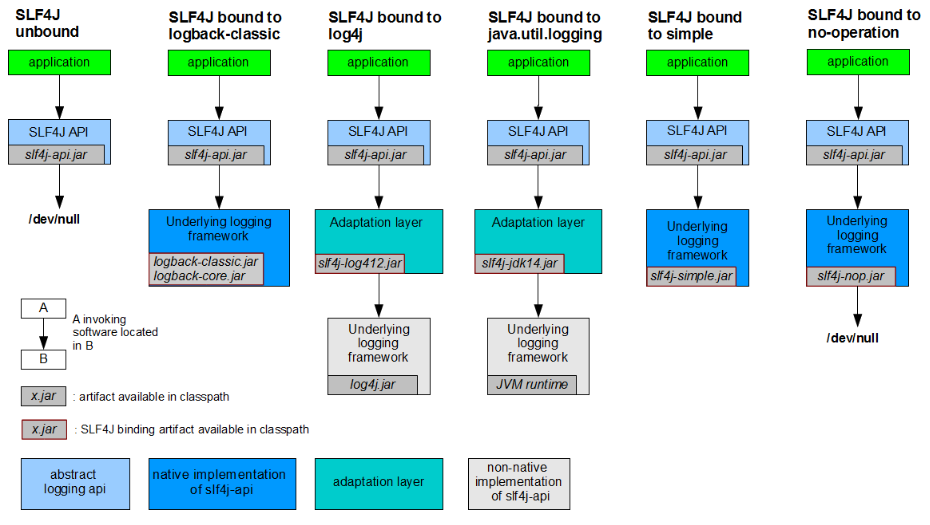 SLF4J
unbound
SLF4J bound to
logback-classic
SLF4J bound to
log4j
SLF4J bound to
java.util.logging
SLF4J bound
to simple
SLF4J bound to
no-operation
application
application
application
application
application
application
SLF4J API
slf4j-api.jar
SLF4J API
slf4j-api.jar
SLF4J API
slf4j-api.jar
SLF4J API
slf4j-api.jar
SLF4J API
slf4j-api.jar
SLF4J API
slf4j-api.jar
/dev/null
Underlying logging
framework
logback-classic.jar
logback-core.jar
Adaptation layer
slf4j-log412.jar
Adaptation layer
slf4j-jdk14.jar
Underlying
logging
framework
slf4j-simple.jar
Underlying
logging
framework
slf4j-nop.jar
A
B
A invoking
software located
in B
Underlying
logging
framework
log4j.jar
Underlying
logging
framework
JVM runtime
/dev/null
x.jar : artifact available in classpath
x.jar : SLF4J binding artifact available in classpath
abstract
logging api
native implementation
of slf4j-api
adaptation layer
non-native
implementation
of slf4j-api